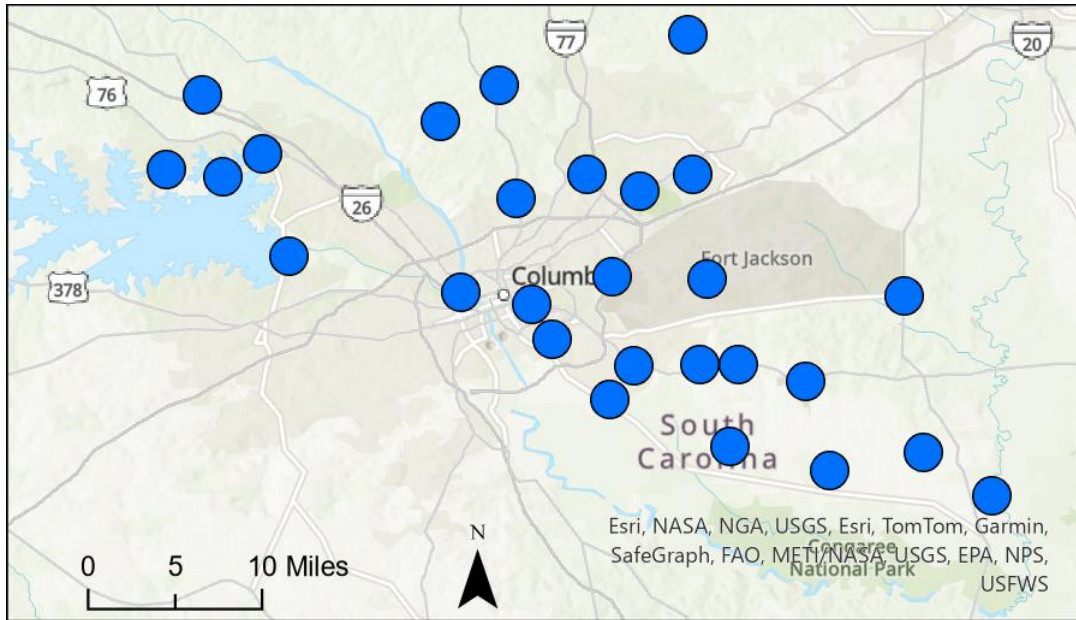 77
20
76
26
Fort Jackson
Columb
378
South
Carolina
Esri, NASA, NGA, USGS, Esri, TomTom, Garmin,
SafeGraph, FAO, METI/NASA, USGS, EPA, NPS,
USFWS
Congaree
National Park
N
0 5 10 Miles